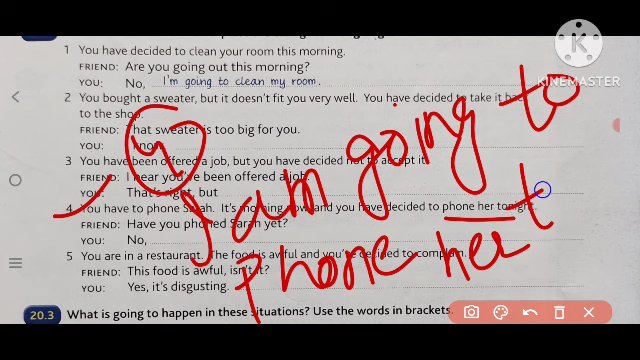 1 You have decided to clean your room this morning.
FRIEND: Are you going out this morning?
YOU: No, I'm going to clean my room.
KINEMASTER
2 You bought a sweater, but it doesn't fit you very well. You have decided to take it back
to the shop.
FRIEND: That sweater is too big for you.
YOU: I know.
3 You have been offered a job, but you have decided not to accept it.
FRIEND: I hear you've been offered a job.
YOU: That's right, but
4 You have to phone Sarah. It's morning now and you have decided to phone her tonight.
FRIEND: Have you phoned Sarah yet?
YOU: No,
5 You are in a restaurant. The food is awful and you've decided to complain.
FRIEND: This food is awful, isn't it?
YOU: Yes, it's disgusting.
20.3 What is going to happen in these situations? Use the words in brackets.
4
I am going to
phone her t